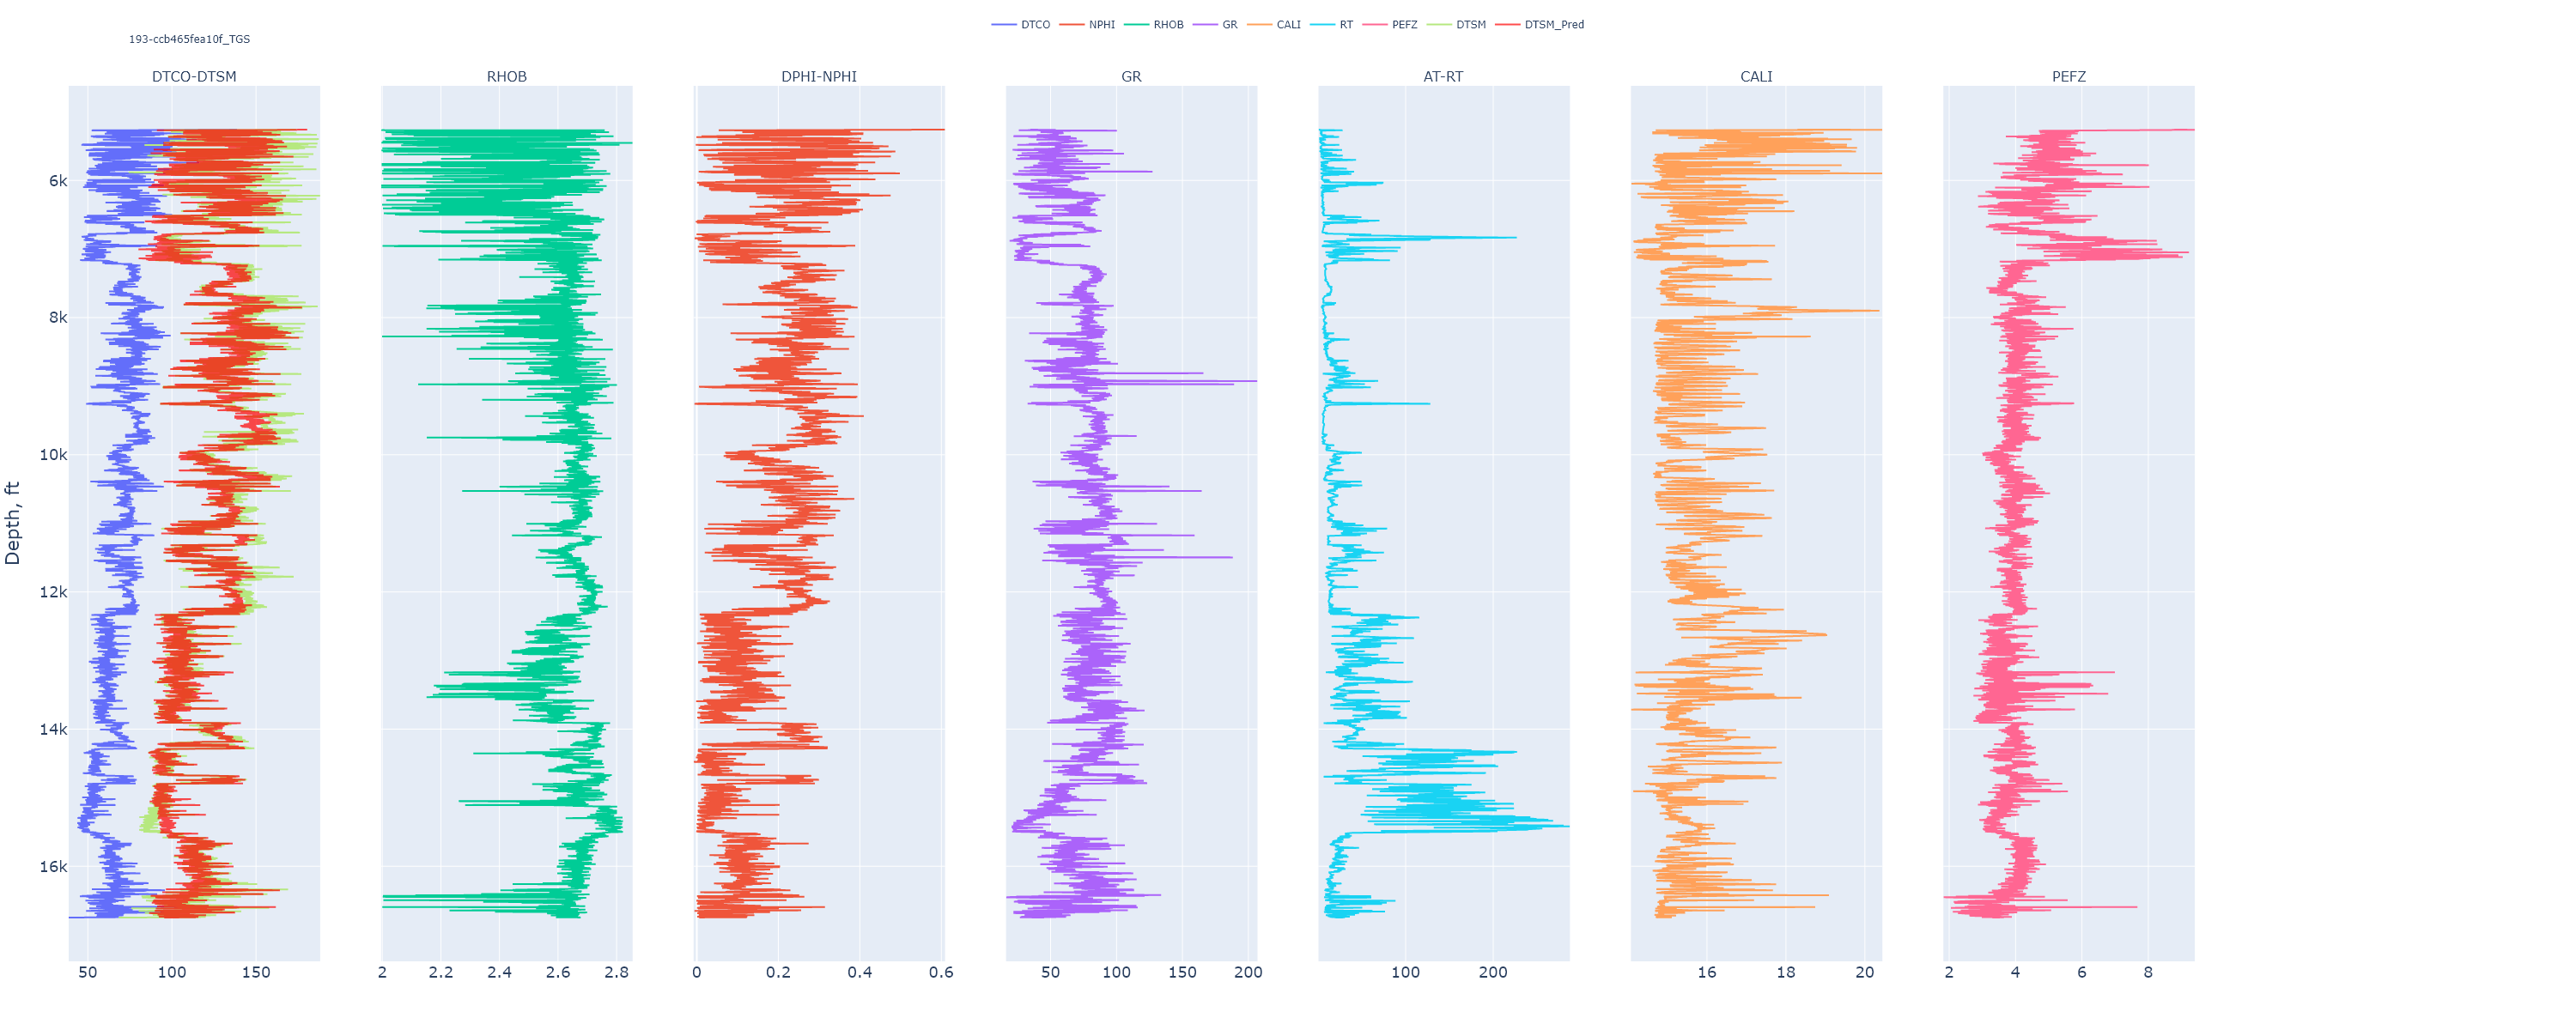 DTCO NPHI RHOB GR CALI RT PEFZ DTSM DTSM_Pred
193-ccb465fea10f_TGS
DTCO-DTSM RHOB DPHI-NPHI GR AT-RT CALI PEFZ
6k
8k
10k
Depth, ft
12k
14k
16k
50 100 150 2 2.2 2.4 2.6 2.8 0 0.2 0.4 0.6 50 100 150 200 100 200 16 18 20 2 4 6 8